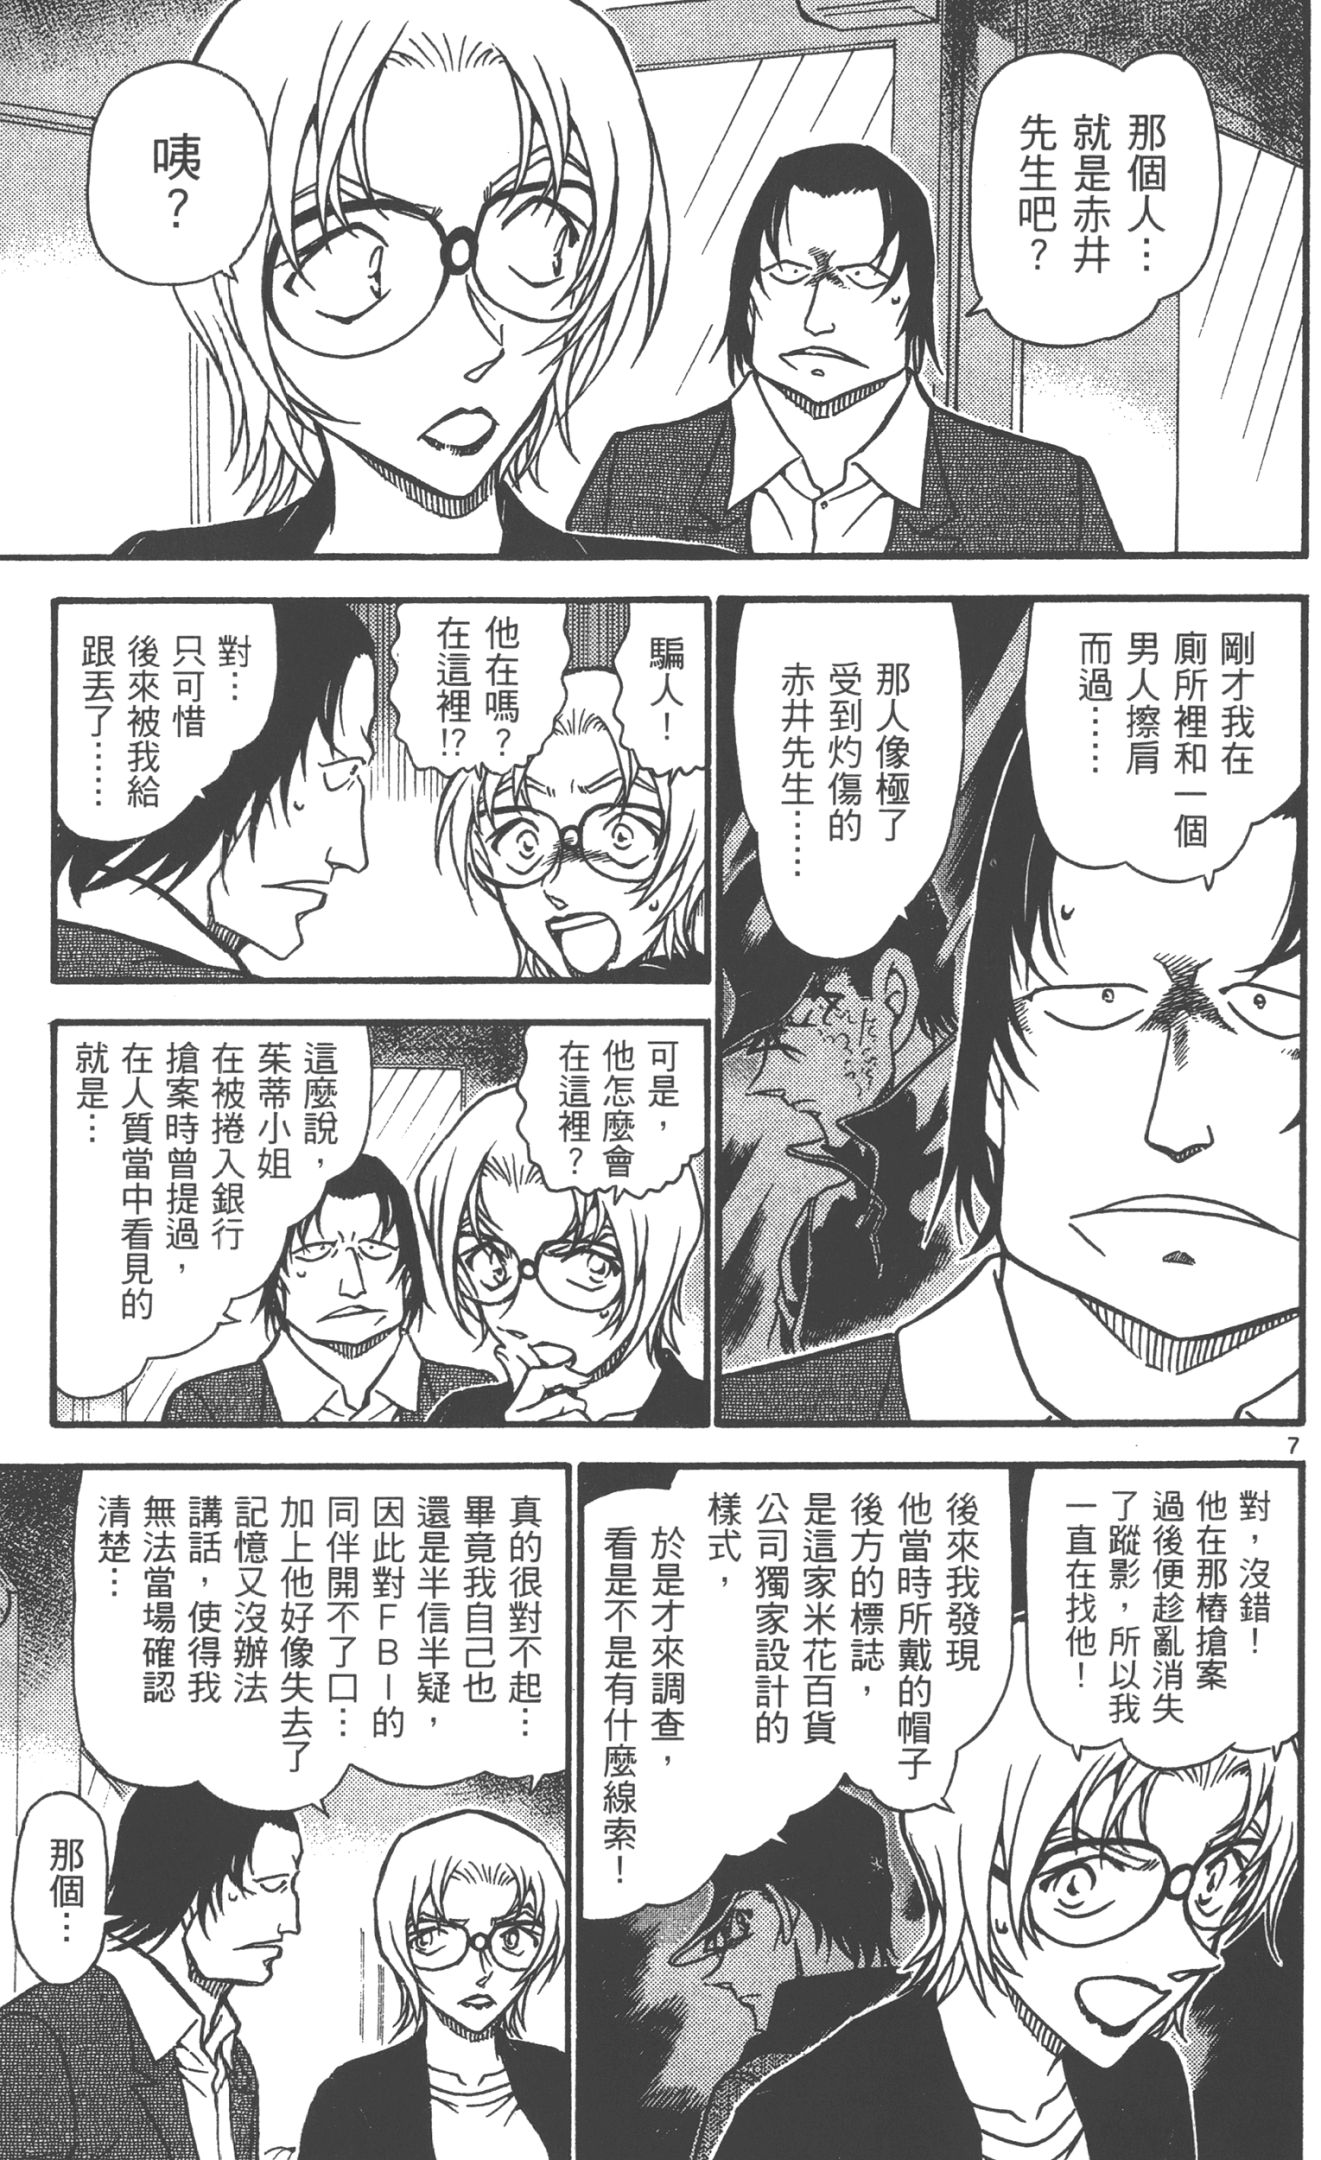 那個人…
就是赤井
先生吧？
咦？
剛才我在
廁所裡和一個
男人擦肩
而過……
那人像極了
受到灼傷的
赤井先生……
騙人！
他在嗎？
在這裡!?
對…
只可惜
後來被我給
跟丟了……
可是，
他怎麼會
在這裡？
這麼說，
茱蒂小姐
在被捲入銀行
搶案時曾提過，
在人質當中看見的
就是…
7
對，沒錯！
他在那樁搶案
過後便趁亂消失
了蹤影，所以我
一直在找他！
後來我發現
他當時所戴的帽子
後方的標誌，
是這家米花百貨
公司獨家設計的
樣式，
於是才來調查，
看是不是有什麼線索！
真的很對不起…
畢竟我自己也
還是半信半疑，
因此對FBI的
同伴開不了口…
加上他好像失去了
記憶又沒辦法
講話，使得我
無法當場確認
清楚…
那個…